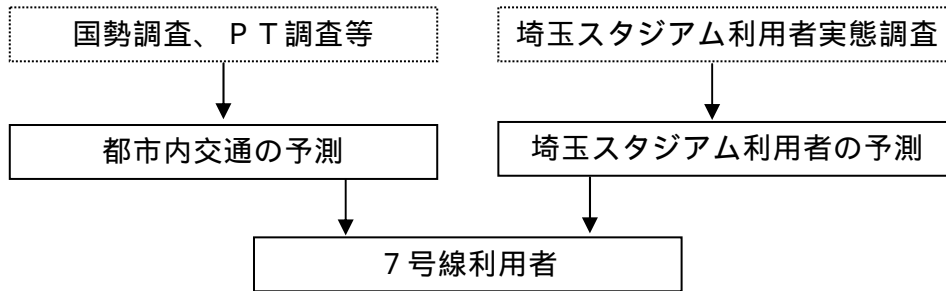 国勢調査、ＰＴ調査等
埼玉スタジアム利用者実態調査
都市内交通の予測
埼玉スタジアム利用者の予測
７号線利用者